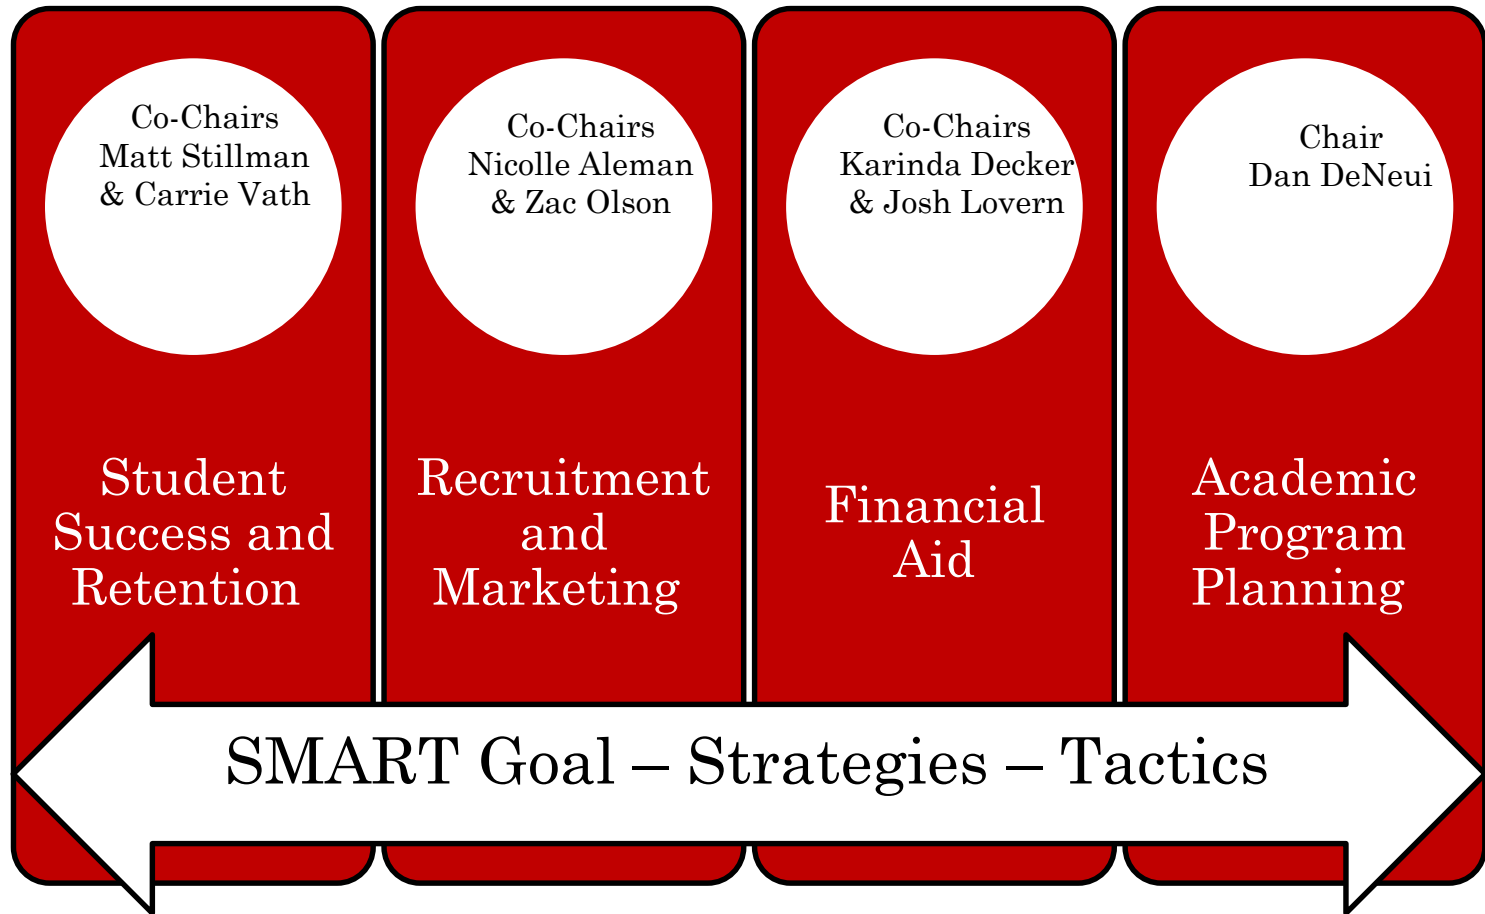 Co-Chairs
Matt Stillman
& Carrie Vath
Student
Success and
Retention
Co-Chairs
Nicolle Aleman
& Zac Olson
Recruitment
and
Marketing
Co-Chairs
Karinda Decker
& Josh Lovern
Financial
Aid
Chair
Dan DeNeui
Academic
Program
Planning
SMART Goal – Strategies – Tactics